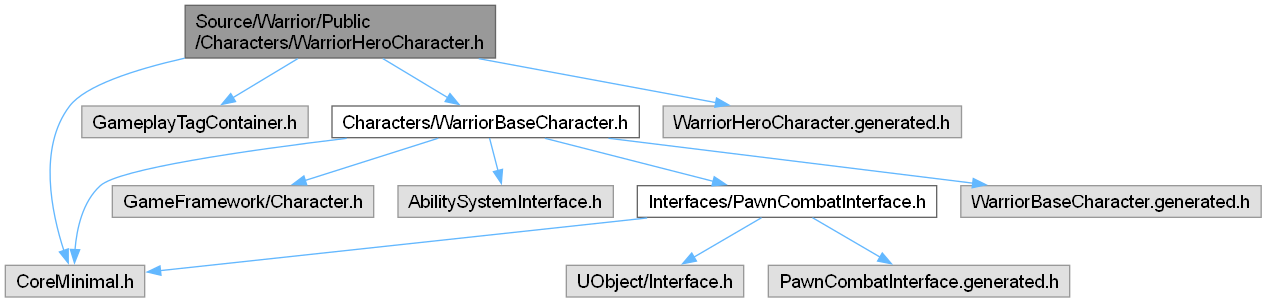 Source/Warrior/Public
/Characters/WarriorHeroCharacter.h
GameplayTagContainer.h
Characters/WarriorBaseCharacter.h
WarriorHeroCharacter.generated.h
GameFramework/Character.h
AbilitySystemInterface.h
Interfaces/PawnCombatInterface.h
WarriorBaseCharacter.generated.h
CoreMinimal.h
UObject/Interface.h
PawnCombatInterface.generated.h